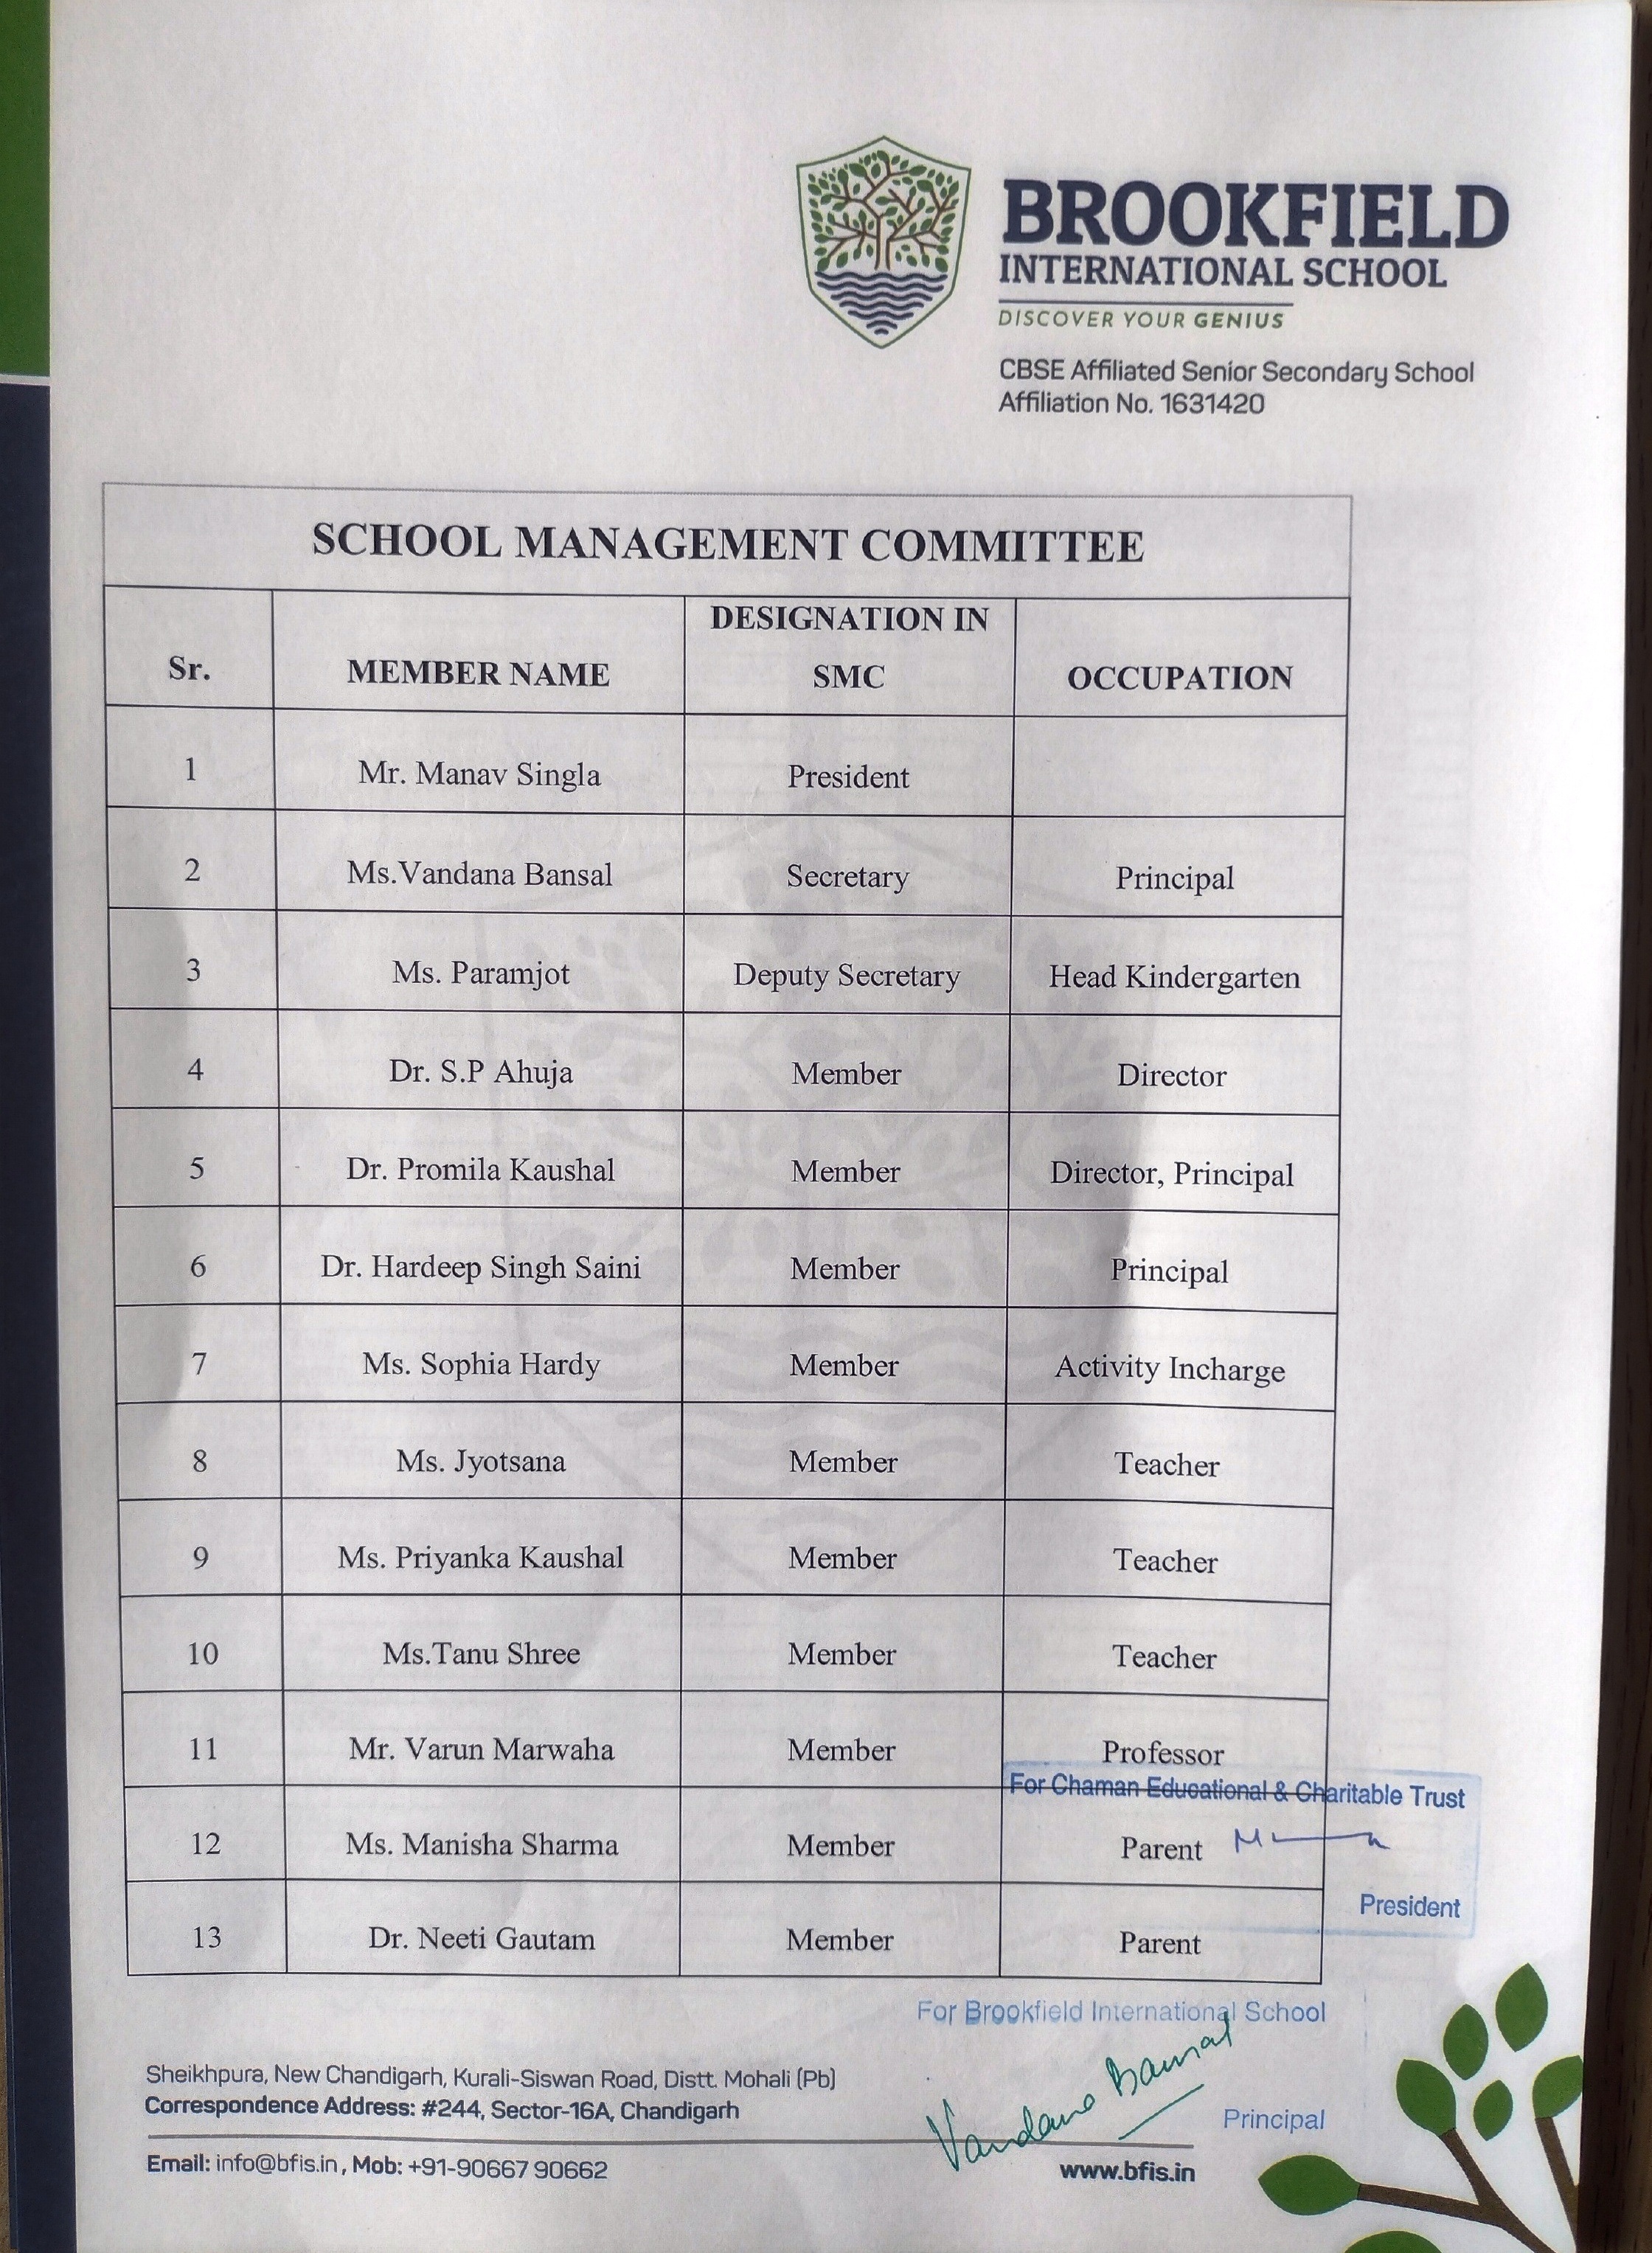 BROOKFIELD
INTERNATIONAL SCHOOL
DISCOVER YOUR GENIUS
CBSE Affiliated Senior Secondary School
Affiliation No. 1631420
SCHOOL MANAGEMENT COMMITTEE
Sr. MEMBER NAME DESIGNATION IN SMC OCCUPATION
1 Mr. Manav Singla President
2 Ms.Vandana Bansal Secretary Principal
3 Ms. Paramjot Deputy Secretary Head Kindergarten
4 Dr. S.P Ahuja Member Director
5 Dr. Promila Kaushal Member Director, Principal
6 Dr. Hardeep Singh Saini Member Principal
7 Ms. Sophia Hardy Member Activity Incharge
8 Ms. Jyotsana Member Teacher
9 Ms. Priyanka Kaushal Member Teacher
10 Ms.Tanu Shree Member Teacher
11 Mr. Varun Marwaha Member Professor
For Chaman Educational & Charitable Trust
12 Ms. Manisha Sharma Member Parent
President
13 Dr. Neeti Gautam Member Parent
For Brookfield International School
Vandana Bansal
Principal
Sheikhpura, New Chandigarh, Kurali-Siswan Road, Distt. Mohali (Pb)
Correspondence Address: #244, Sector-16A, Chandigarh
Email: info@bfis.in, Mob: +91-90667 90662
www.bfis.in